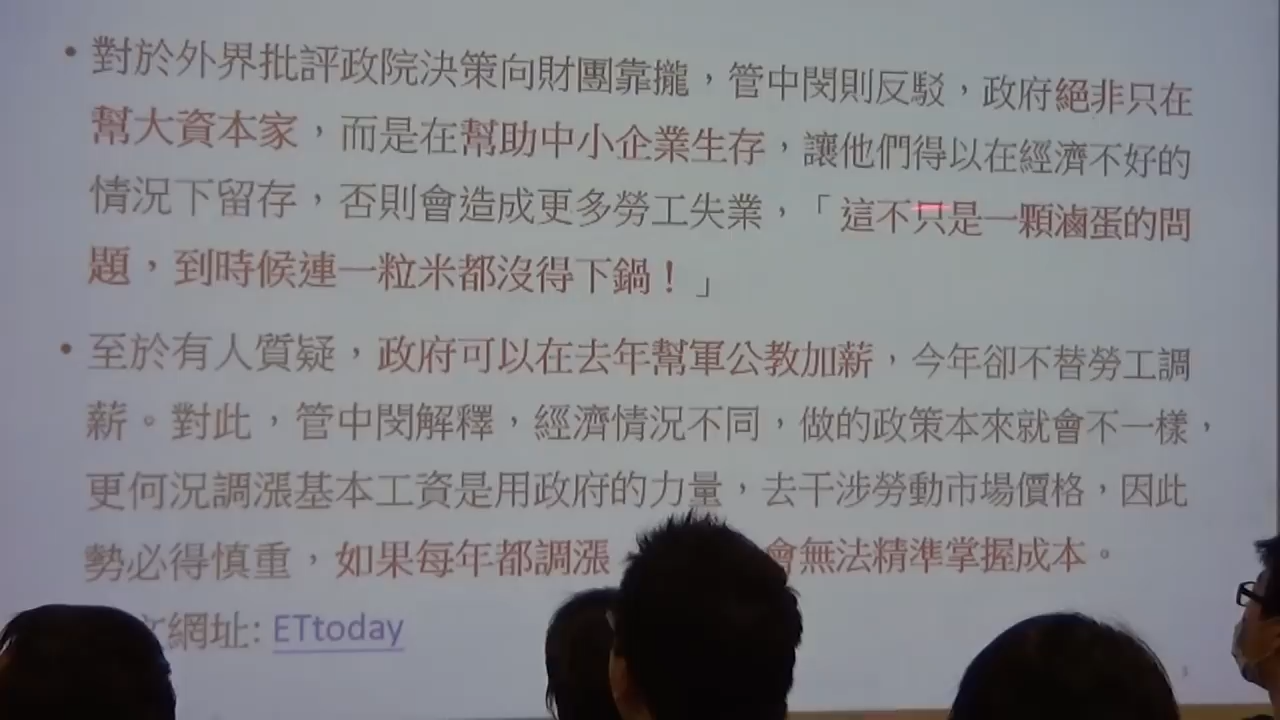 • 對於外界批評政院決策向財團靠攏，管中閔則反駁，政府絕非只在
幫大資本家，而是在幫助中小企業生存，讓他們得以在經濟不好的
情況下留存，否則會造成更多勞工失業，「這不只是一顆滷蛋的問
題，到時候連一粒米都沒得下鍋！」
• 至於有人質疑，政府可以在去年幫軍公教加薪，今年卻不替勞工調
薪。對此，管中閔解釋，經濟情況不同，做的政策本來就會不一樣，
更何況調漲基本工資是用政府的力量，去干涉勞動市場價格，因此
勢必得慎重，如果每年都調漲 會無法精準掌握成本。
文網址: ETtoday